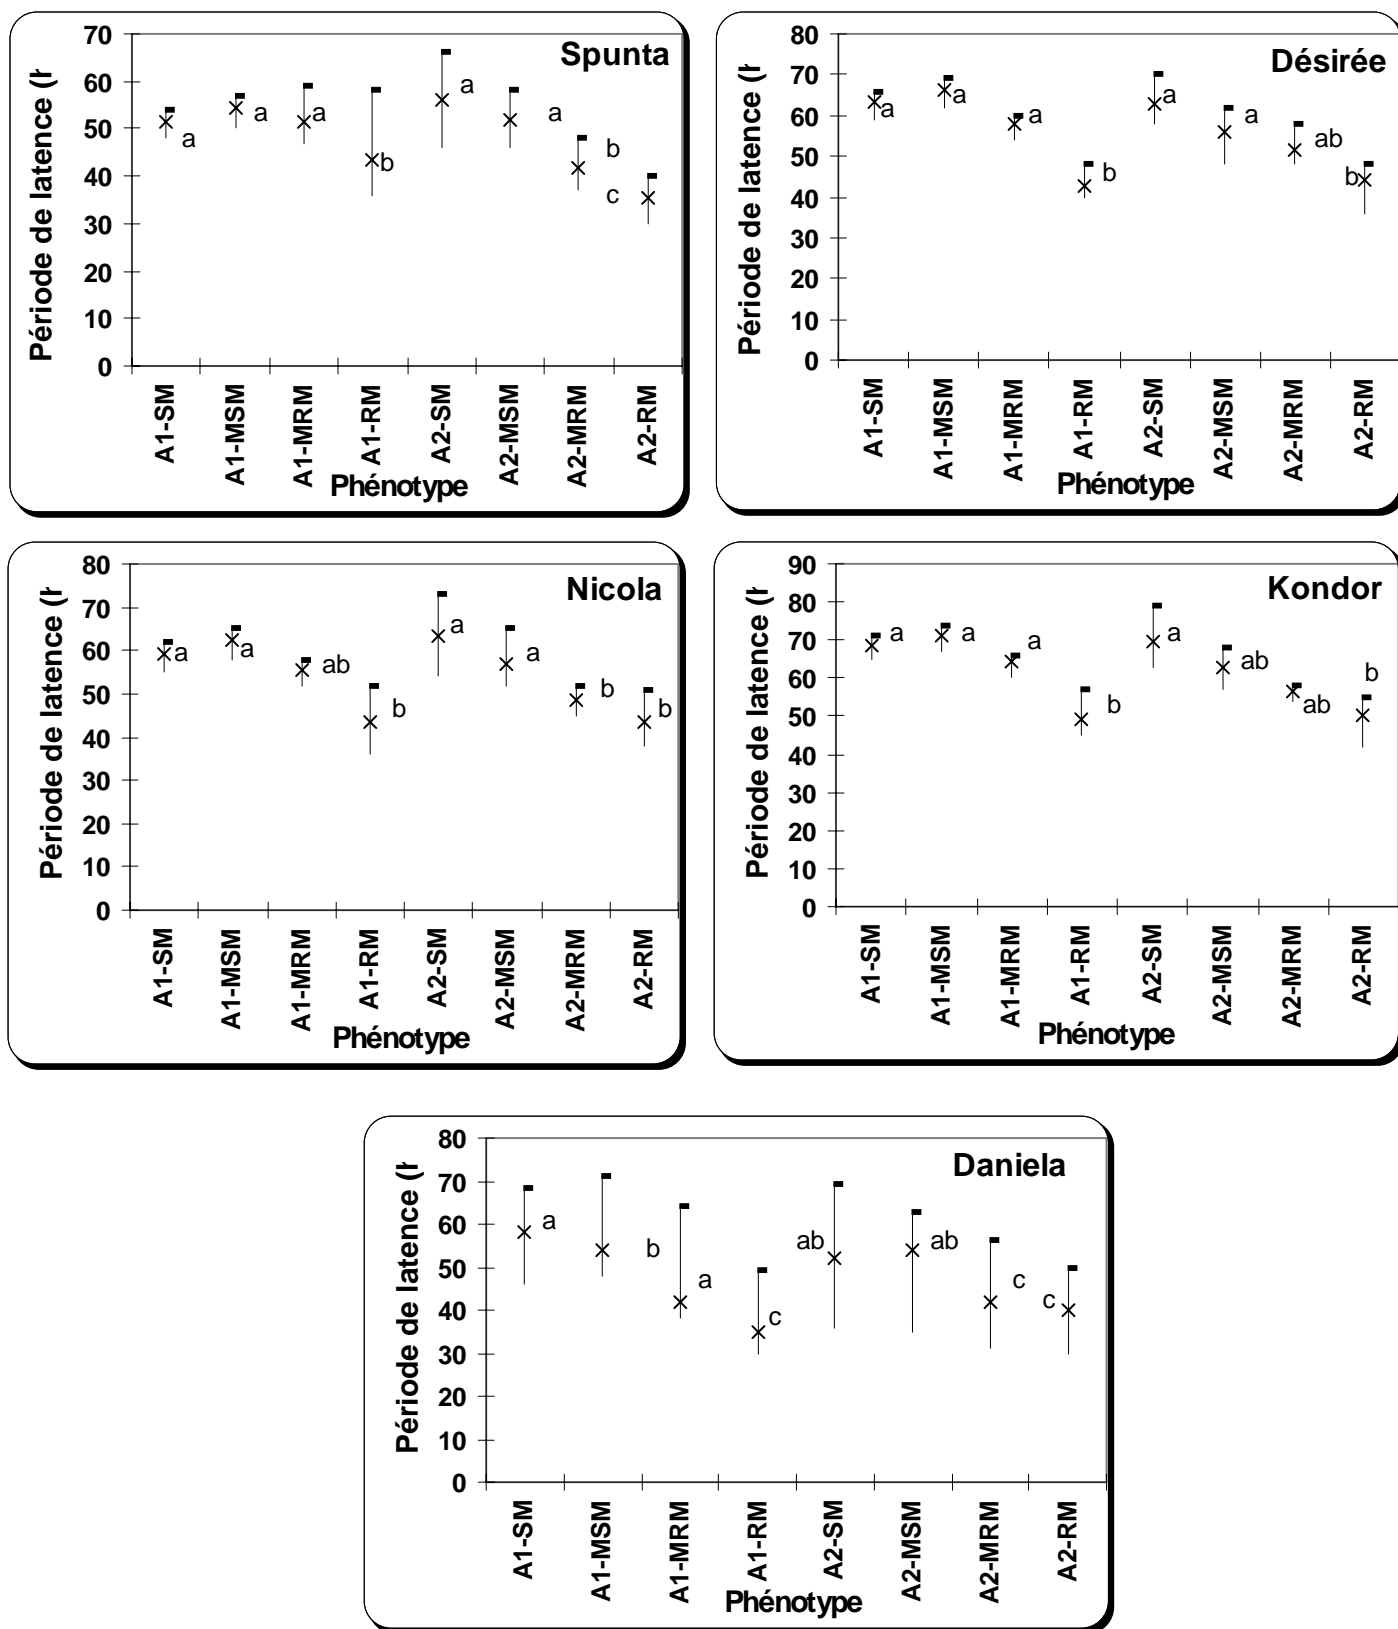 Spunta
Période de latence (h
70
60
50
40
30
20
10
0
a
a
a
b
a
a
b
c
A1-SM
A1-MSM
A1-MRM
A1-RM
A2-SM
A2-MSM
A2-MRM
A2-RM
Phénotype
Désirée
Période de latence (h
80
70
60
50
40
30
20
10
0
a
a
a
b
a
a
ab
b
A1-SM
A1-MSM
A1-MRM
A1-RM
A2-SM
A2-MSM
A2-MRM
A2-RM
Phénotype
Nicola
Période de latence (h
80
70
60
50
40
30
20
10
0
a
a
ab
b
a
a
b
b
A1-SM
A1-MSM
A1-MRM
A1-RM
A2-SM
A2-MSM
A2-MRM
A2-RM
Phénotype
Kondor
Période de latence (h
90
80
70
60
50
40
30
20
10
0
a
a
a
b
a
ab
ab
b
A1-SM
A1-MSM
A1-MRM
A1-RM
A2-SM
A2-MSM
A2-MRM
A2-RM
Phénotype
Daniela
Période de latence (h
80
70
60
50
40
30
20
10
0
a
b
a
c
ab
ab
c
c
A1-SM
A1-MSM
A1-MRM
A1-RM
A2-SM
A2-MSM
A2-MRM
A2-RM
Phénotype